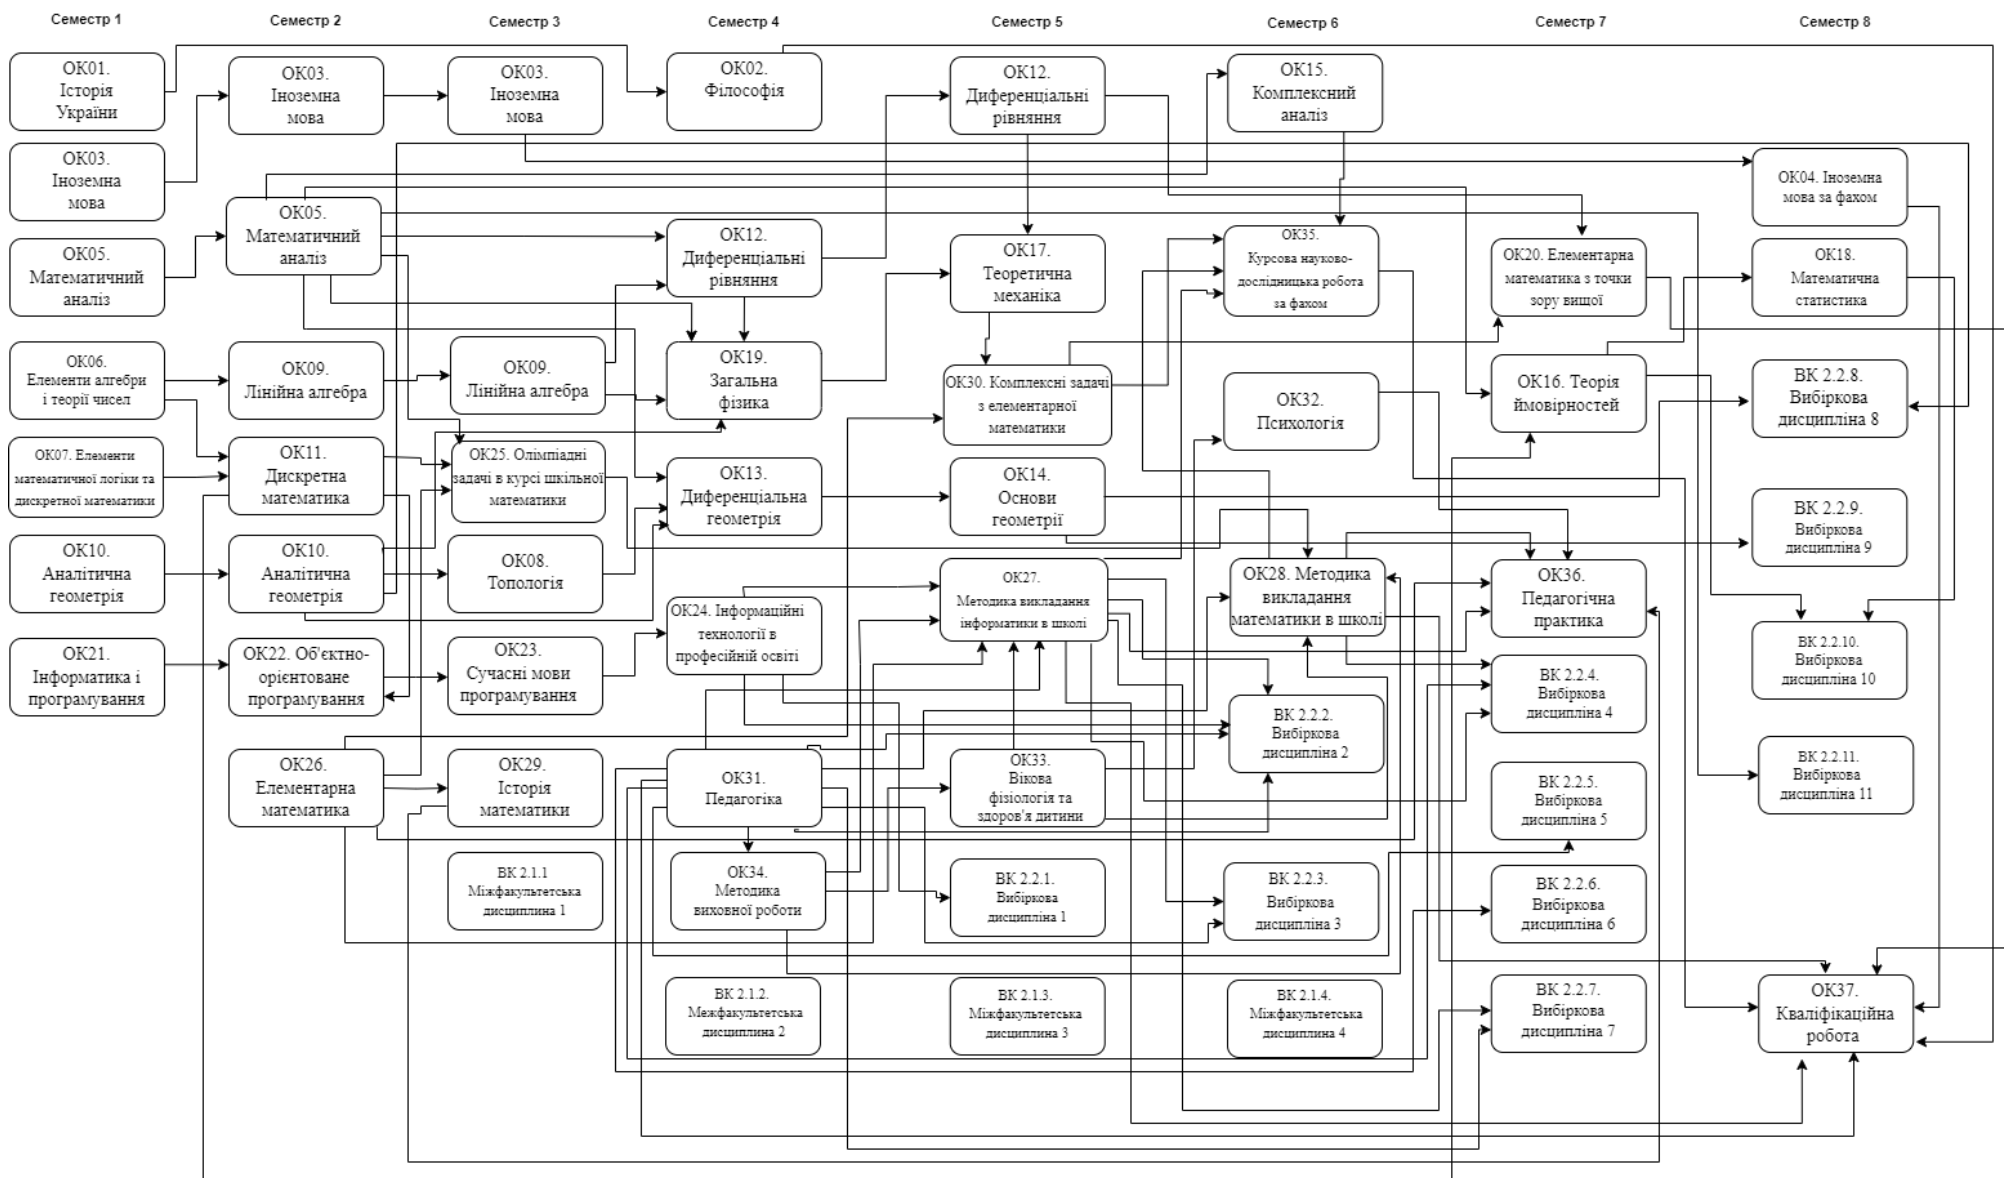 Семестр 1
Семестр 2
Семестр 3
Семестр 4
Семестр 5
Семестр 6
Семестр 7
Семестр 8
ОК01.
Історія
України
ОК03.
Іноземна
мова
ОК05.
Математичний
аналіз
ОК06.
Елементи алгебри
і теорії чисел
ОК07. Елементи
математичної логіки та
дискретної математики
ОК10.
Аналітична
геометрія
ОК21.
Інформатика і
програмування
ОК03.
Іноземна
мова
ОК05.
Математичний
аналіз
ОК09.
Лінійна алгебра
ОК11.
Дискретна
математика
ОК10.
Аналітична
геометрія
ОК22. Об'єктно-
орієнтоване
програмування
ОК26.
Елементарна
математика
ОК03.
Іноземна
мова
ОК09.
Лінійна алгебра
ОК25. Олімпіадні
задачі в курсі шкільної
математики
ОК08.
Топологія
ОК23.
Сучасні мови
програмування
ОК29.
Історія
математики
ВК 2.1.1
Міжфакультетська
дисциплина 1
ОК02.
Філософія
ОК12.
Диференціальні
рівняння
ОК19.
Загальна
фізика
ОК13.
Диференціальна
геометрія
ОК24. Інформаційні
технології в
професійній освіті
ОК31.
Педагогіка
ОК34.
Методика
виховної роботи
ВК 2.1.2.
Межфакультетська
дисциплина 2
ОК12.
Диференціальні
рівняння
ОК17.
Теоретична
механіка
ОК30. Комплексні задачі
з елементарної
математики
ОК14.
Основи
геометрії
ОК27.
Методика викладання
інформатики в школі
ОК33.
Вікова
фізіологія та
здоров'я дитини
ВК 2.2.1.
Вибіркова
дисципліна 1
ВК 2.1.3.
Міжфакультетська
дисциплина 3
ОК15.
Комплексний
аналіз
ОК35.
Курсова науково-
дослідницька робота
за фахом
ОК32.
Психологія
ОК28. Методика
викладання
математики в школі
ВК 2.2.2.
Вибіркова
дисципліна 2
ВК 2.2.3.
Вибіркова
дисципліна 3
ВК 2.1.4.
Міжфакультетська
дисциплина 4
ОК20. Елементарна
математика з точки
зору вищої
ОК16. Теорія
ймовірностей
ОК36.
Педагогічна
практика
ВК 2.2.4.
Вибіркова
дисципліна 4
ВК 2.2.5.
Вибіркова
дисципліна 5
ВК 2.2.6.
Вибіркова
дисципліна 6
ВК 2.2.7.
Вибіркова
дисципліна 7
ОК04. Іноземна
мова за фахом
ОК18.
Математична
статистика
ВК 2.2.8.
Вибіркова
дисципліна 8
ВК 2.2.9.
Вибіркова
дисципліна 9
ВК 2.2.10.
Вибіркова
дисципліна 10
ВК 2.2.11.
Вибіркова
дисципліна 11
ОК37.
Кваліфікаційна
робота